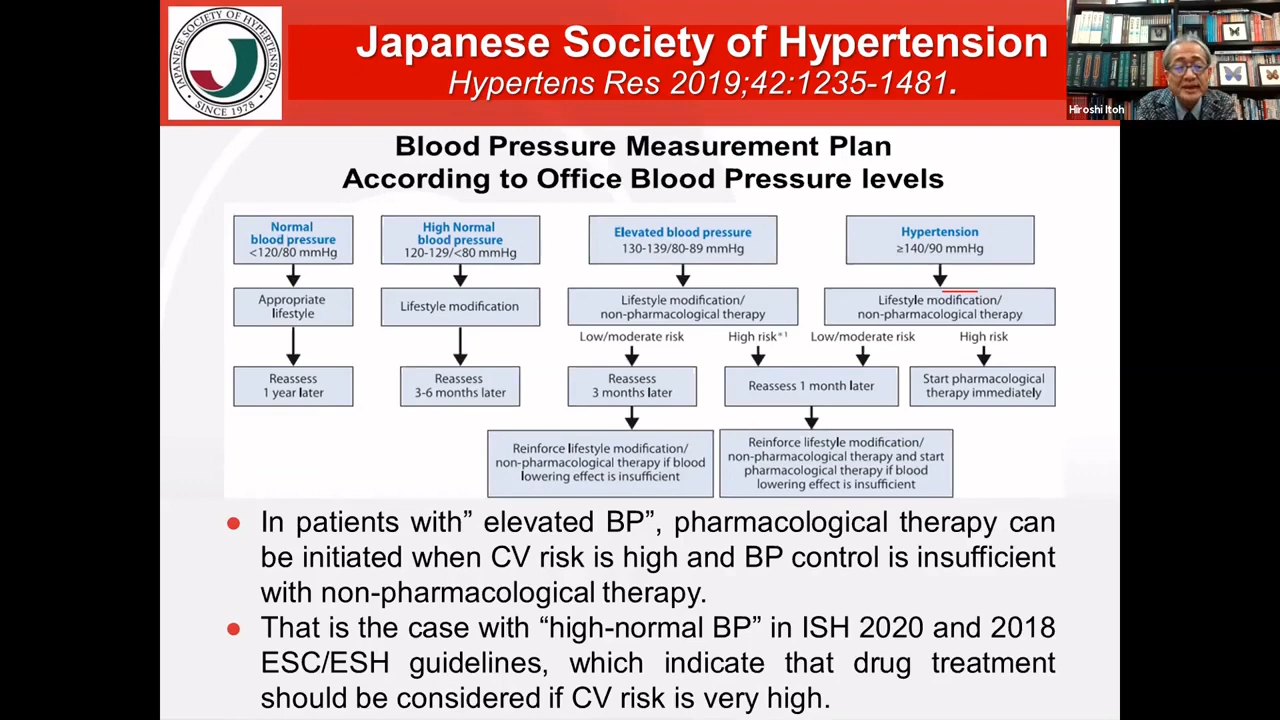 JAPANESE SOCIETY OF HYPERTENSION
• SINCE 1978 •
Japanese Society of Hypertension
Hypertens Res 2019;42:1235-1481.
Hiroshi Itoh
Blood Pressure Measurement Plan
According to Office Blood Pressure levels
Normal
blood pressure
<120/80 mmHg
High Normal
blood pressure
120-129/<80 mmHg
Elevated blood pressure
130-139/80-89 mmHg
Hypertension
≥140/90 mmHg
Appropriate
lifestyle
Lifestyle modification
Lifestyle modification/
non-pharmacological therapy
Lifestyle modification/
non-pharmacological therapy
Low/moderate risk
High risk*1
Low/moderate risk
High risk
Reassess
1 year later
Reassess
3-6 months later
Reassess
3 months later
Reassess 1 month later
Start pharmacological
therapy immediately
Reinforce lifestyle modification/
non-pharmacological therapy if blood
lowering effect is insufficient
Reinforce lifestyle modification/
non-pharmacological therapy and start
pharmacological therapy if blood
lowering effect is insufficient
● In patients with” elevated BP”, pharmacological therapy can
be initiated when CV risk is high and BP control is insufficient
with non-pharmacological therapy.
● That is the case with “high-normal BP” in ISH 2020 and 2018
ESC/ESH guidelines, which indicate that drug treatment
should be considered if CV risk is very high.